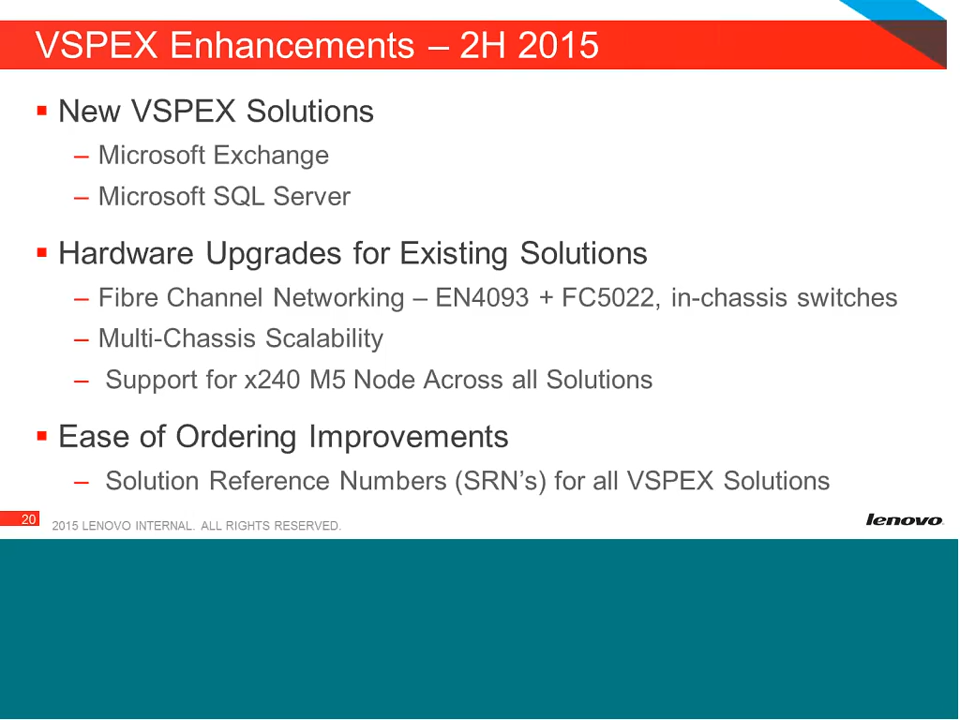 VSPEX Enhancements – 2H 2015
▪ New VSPEX Solutions
– Microsoft Exchange
– Microsoft SQL Server
▪ Hardware Upgrades for Existing Solutions
– Fibre Channel Networking – EN4093 + FC5022, in-chassis switches
– Multi-Chassis Scalability
– Support for x240 M5 Node Across all Solutions
▪ Ease of Ordering Improvements
– Solution Reference Numbers (SRN’s) for all VSPEX Solutions
20 2015 LENOVO INTERNAL. ALL RIGHTS RESERVED. lenovo